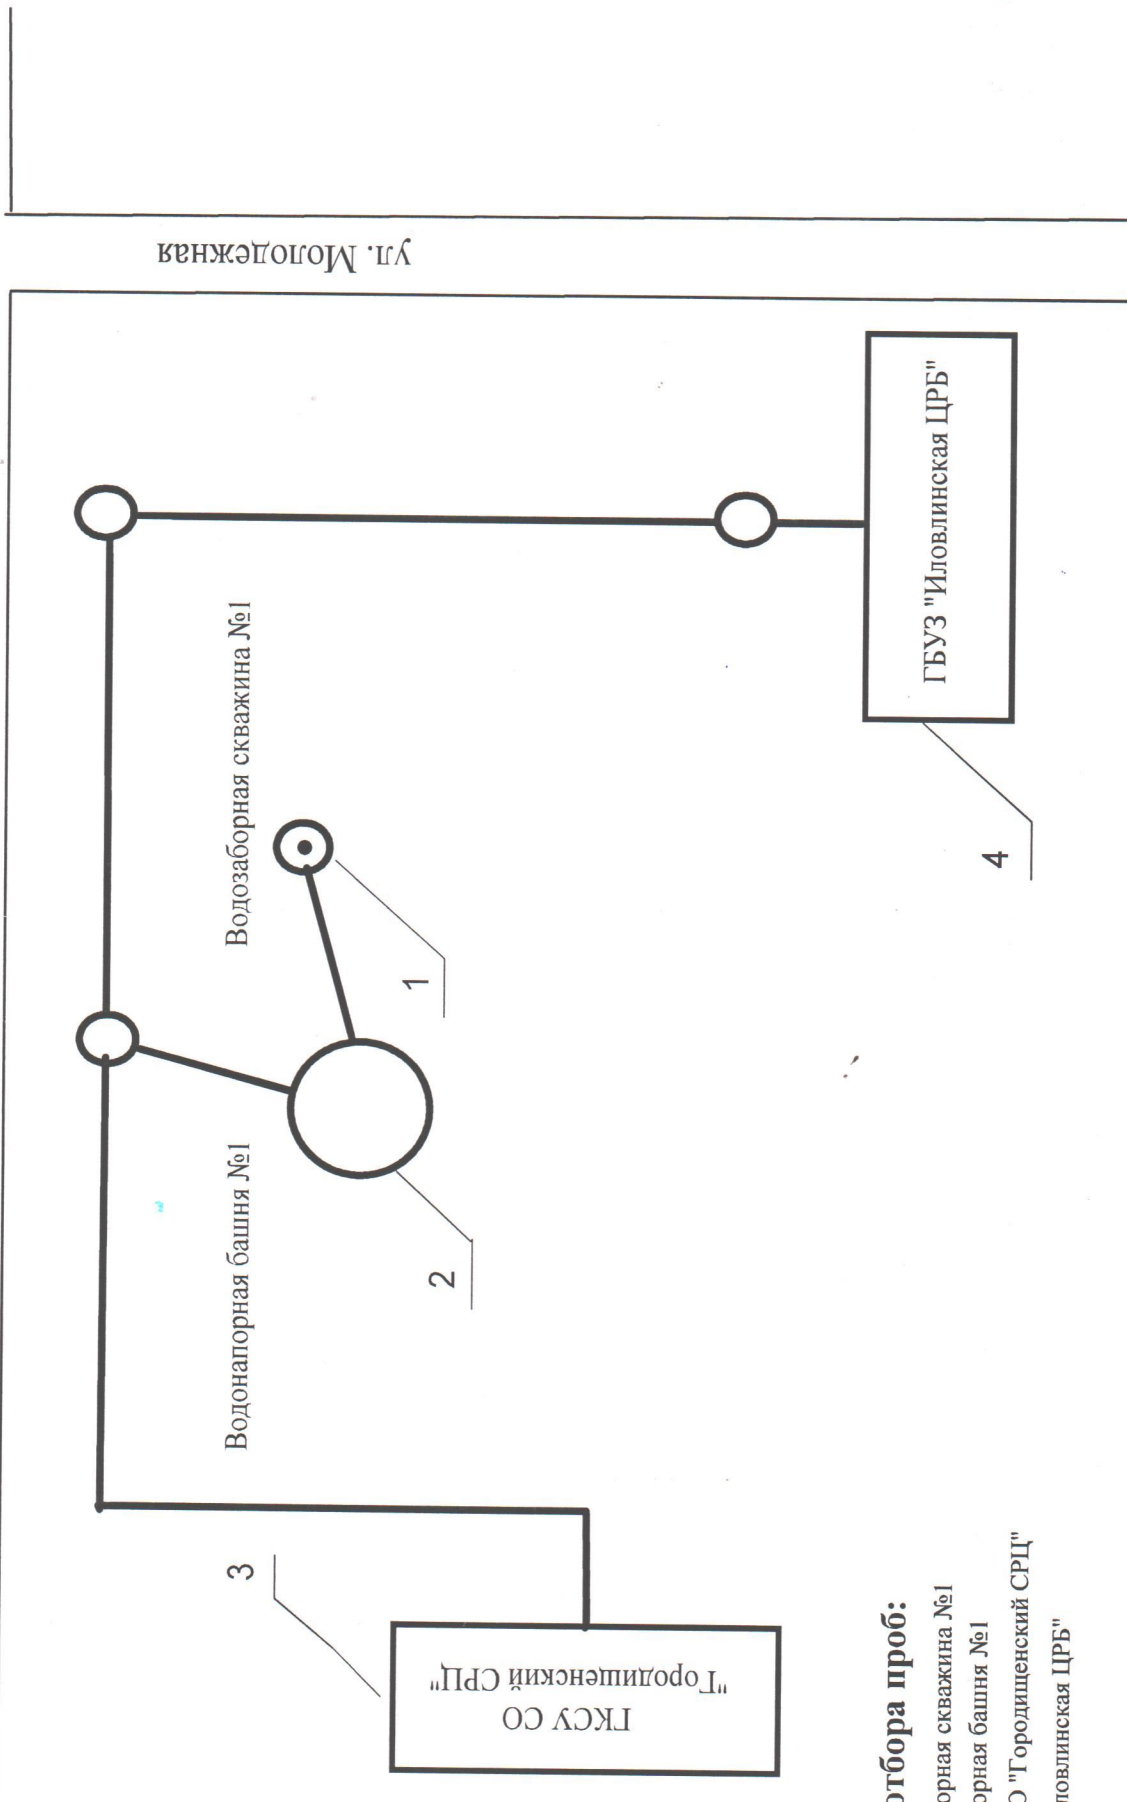 ул. Молодежная
Водозаборная скважина №1
Водонапорная башня №1
1
2
3
4
ГКСУ СО
"Городищенский СРЦ"
ГБУЗ "Иловлинская ЦРБ"
отбора проб:
орная скважина №1
орная башня №1
О "Городищенский СРЦ"
ловлинская ЦРБ"